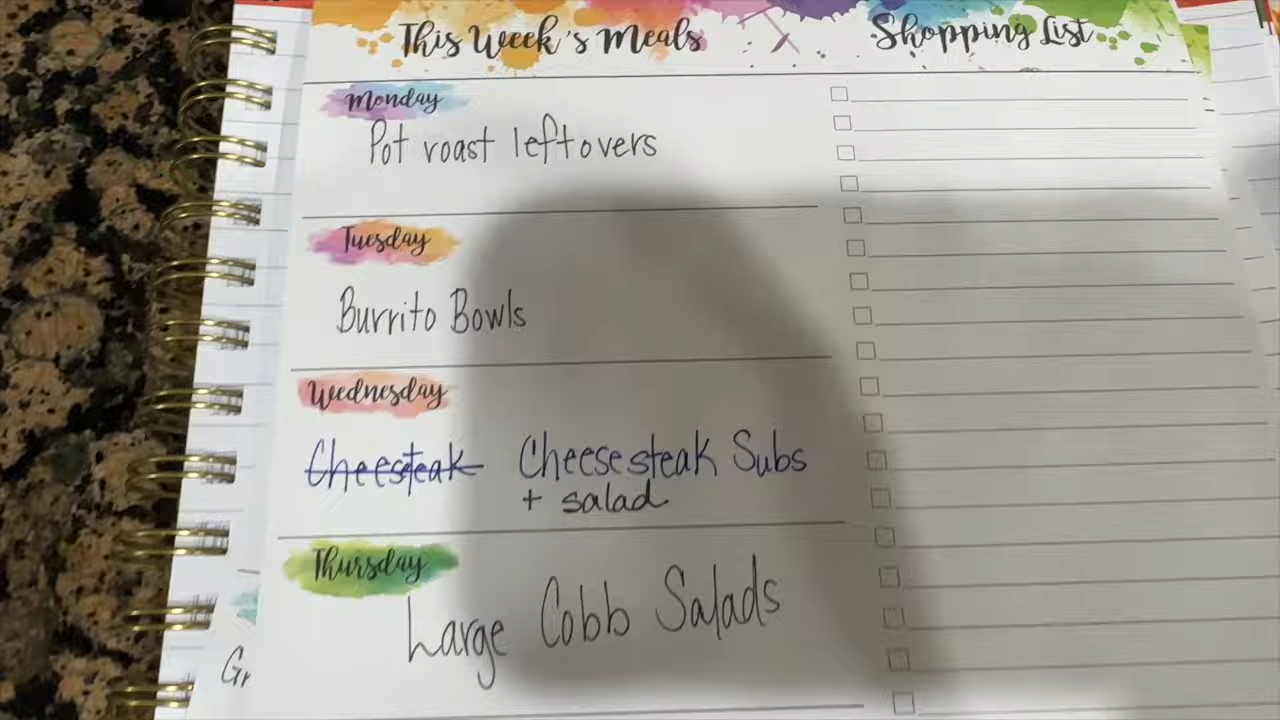 This Week's Meals
Shopping List
Monday
Pot roast leftovers
Tuesday
Burrito Bowls
Wednesday
Cheesteak Cheesesteak Subs
+ salad
Thursday
Large Cobb Salads
Gr